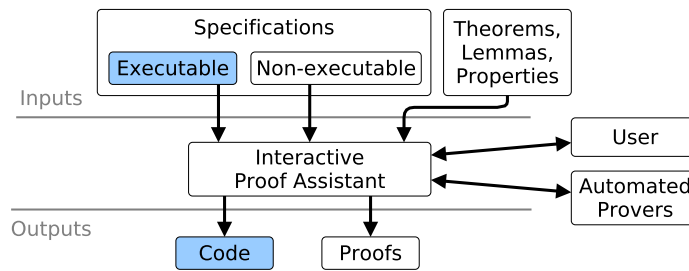 Specifications
Executable
Non-executable
Theorems,
Lemmas,
Properties
Inputs
Interactive
Proof Assistant
User
Automated
Provers
Outputs
Code
Proofs